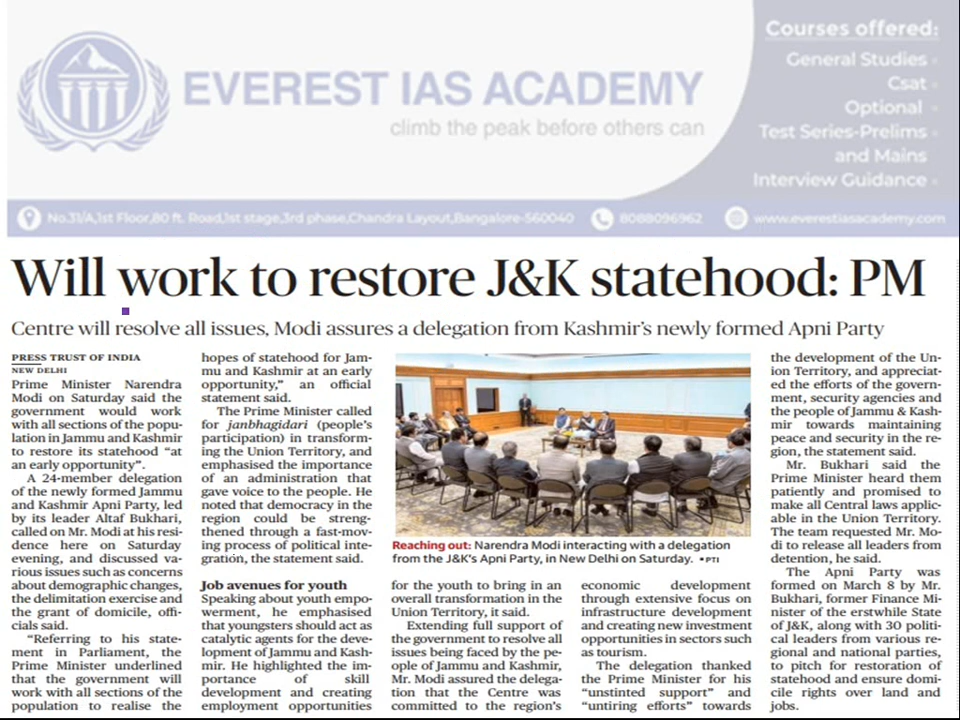 EVEREST IAS ACADEMY
climb the peak before others can
Courses offered:
General Studies
Csat
Optional
Test Series-Prelims
and Mains
Interview Guidance
No.31/A,1st Floor,80 ft. Road,1st stage,3rd phase,Chandra Layout,Bangalore-560040
8088096962
www.everestiasacademy.com
Will work to restore J&K statehood: PM
Centre will resolve all issues, Modi assures a delegation from Kashmir's newly formed Apni Party
PRESS TRUST OF INDIA
NEW DELHI
Prime Minister Narendra
Modi on Saturday said the
government would work
with all sections of the popu-
lation in Jammu and Kashmir
to restore its statehood "at
an early opportunity".
A 24-member delegation
of the newly formed Jammu
and Kashmir Apni Party, led
by its leader Altaf Bukhari,
called on Mr. Modi at his resi-
dence here on Saturday
evening, and discussed va-
rious issues such as concerns
about demographic changes,
the delimitation exercise and
the grant of domicile, offi-
cials said.
"Referring to his state-
ment in Parliament, the
Prime Minister underlined
that the government will
work with all sections of the
population to realise the
hopes of statehood for Jam-
mu and Kashmir at an early
opportunity," an official
statement said.
The Prime Minister called
for janbhagidari (people's
participation) in transform-
ing the Union Territory, and
emphasised the importance
of an administration that
gave voice to the people. He
noted that democracy in the
region could be streng-
thened through a fast-mov-
ing process of political inte-
gration, the statement said.
Job avenues for youth
Speaking about youth empo-
werment, he emphasised
that youngsters should act as
catalytic agents for the deve-
lopment of Jammu and Kash-
mir. He highlighted the im-
portance of skill
development and creating
employment opportunities
Reaching out: Narendra Modi interacting with a delegation
from the J&K's Apni Party, in New Delhi on Saturday. •PTI
for the youth to bring in an
overall transformation in the
Union Territory, it said.
Extending full support of
the government to resolve all
issues being faced by the peo-
ple of Jammu and Kashmir,
Mr. Modi assured the delega-
tion that the Centre was
committed to the region's
economic development
through extensive focus on
infrastructure development
and creating new investment
opportunities in sectors such
as tourism.
The delegation thanked
the Prime Minister for his
"unstinted support" and
"untiring efforts" towards
the development of the Un-
ion Territory, and appreciat-
ed the efforts of the govern-
ment, security agencies and
the people of Jammu & Kash-
mir towards maintaining
peace and security in the re-
gion, the statement said.
Mr. Bukhari said the
Prime Minister heard them
patiently and promised to
make all Central laws applic-
able in the Union Territory.
The team requested Mr. Mo-
di to release all leaders from
detention, he said.
The Apni Party was
formed on March 8 by Mr.
Bukhari, former Finance Mi-
nister of the erstwhile State
of J&K, along with 30 politi-
cal leaders from various re-
gional and national parties,
to pitch for restoration of
statehood and ensure domi-
cile rights over land and
jobs.